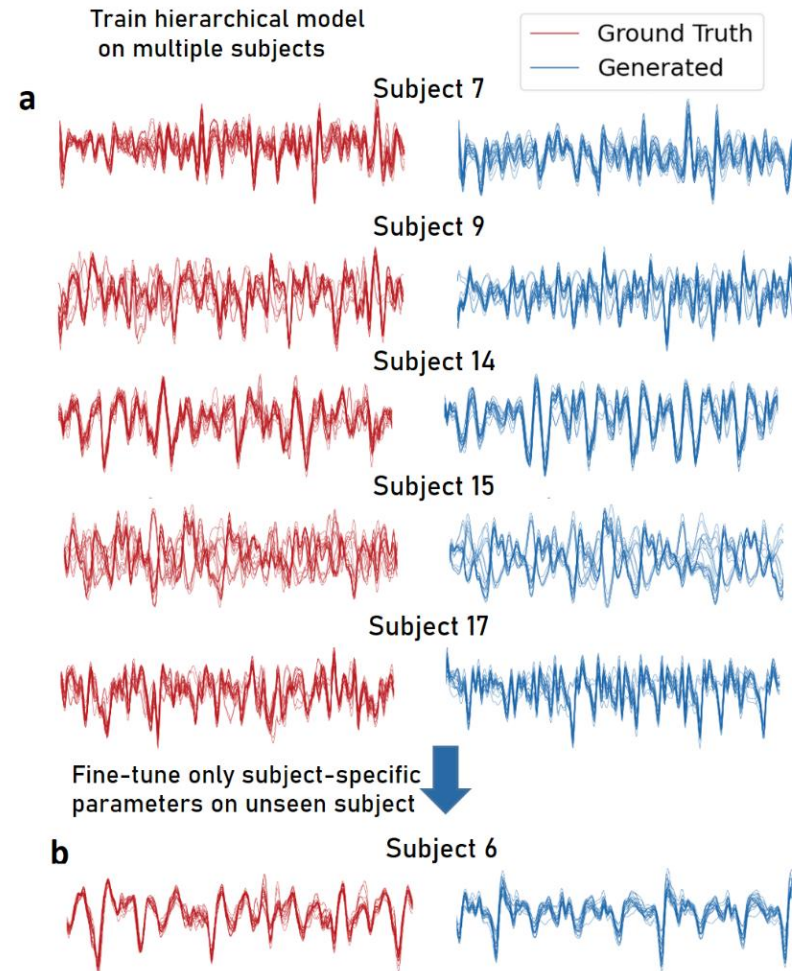 Train hierarchical model
on multiple subjects
Ground Truth
Generated
a
Subject 7
Subject 9
Subject 14
Subject 15
Subject 17
Fine-tune only subject-specific
parameters on unseen subject
b
Subject 6